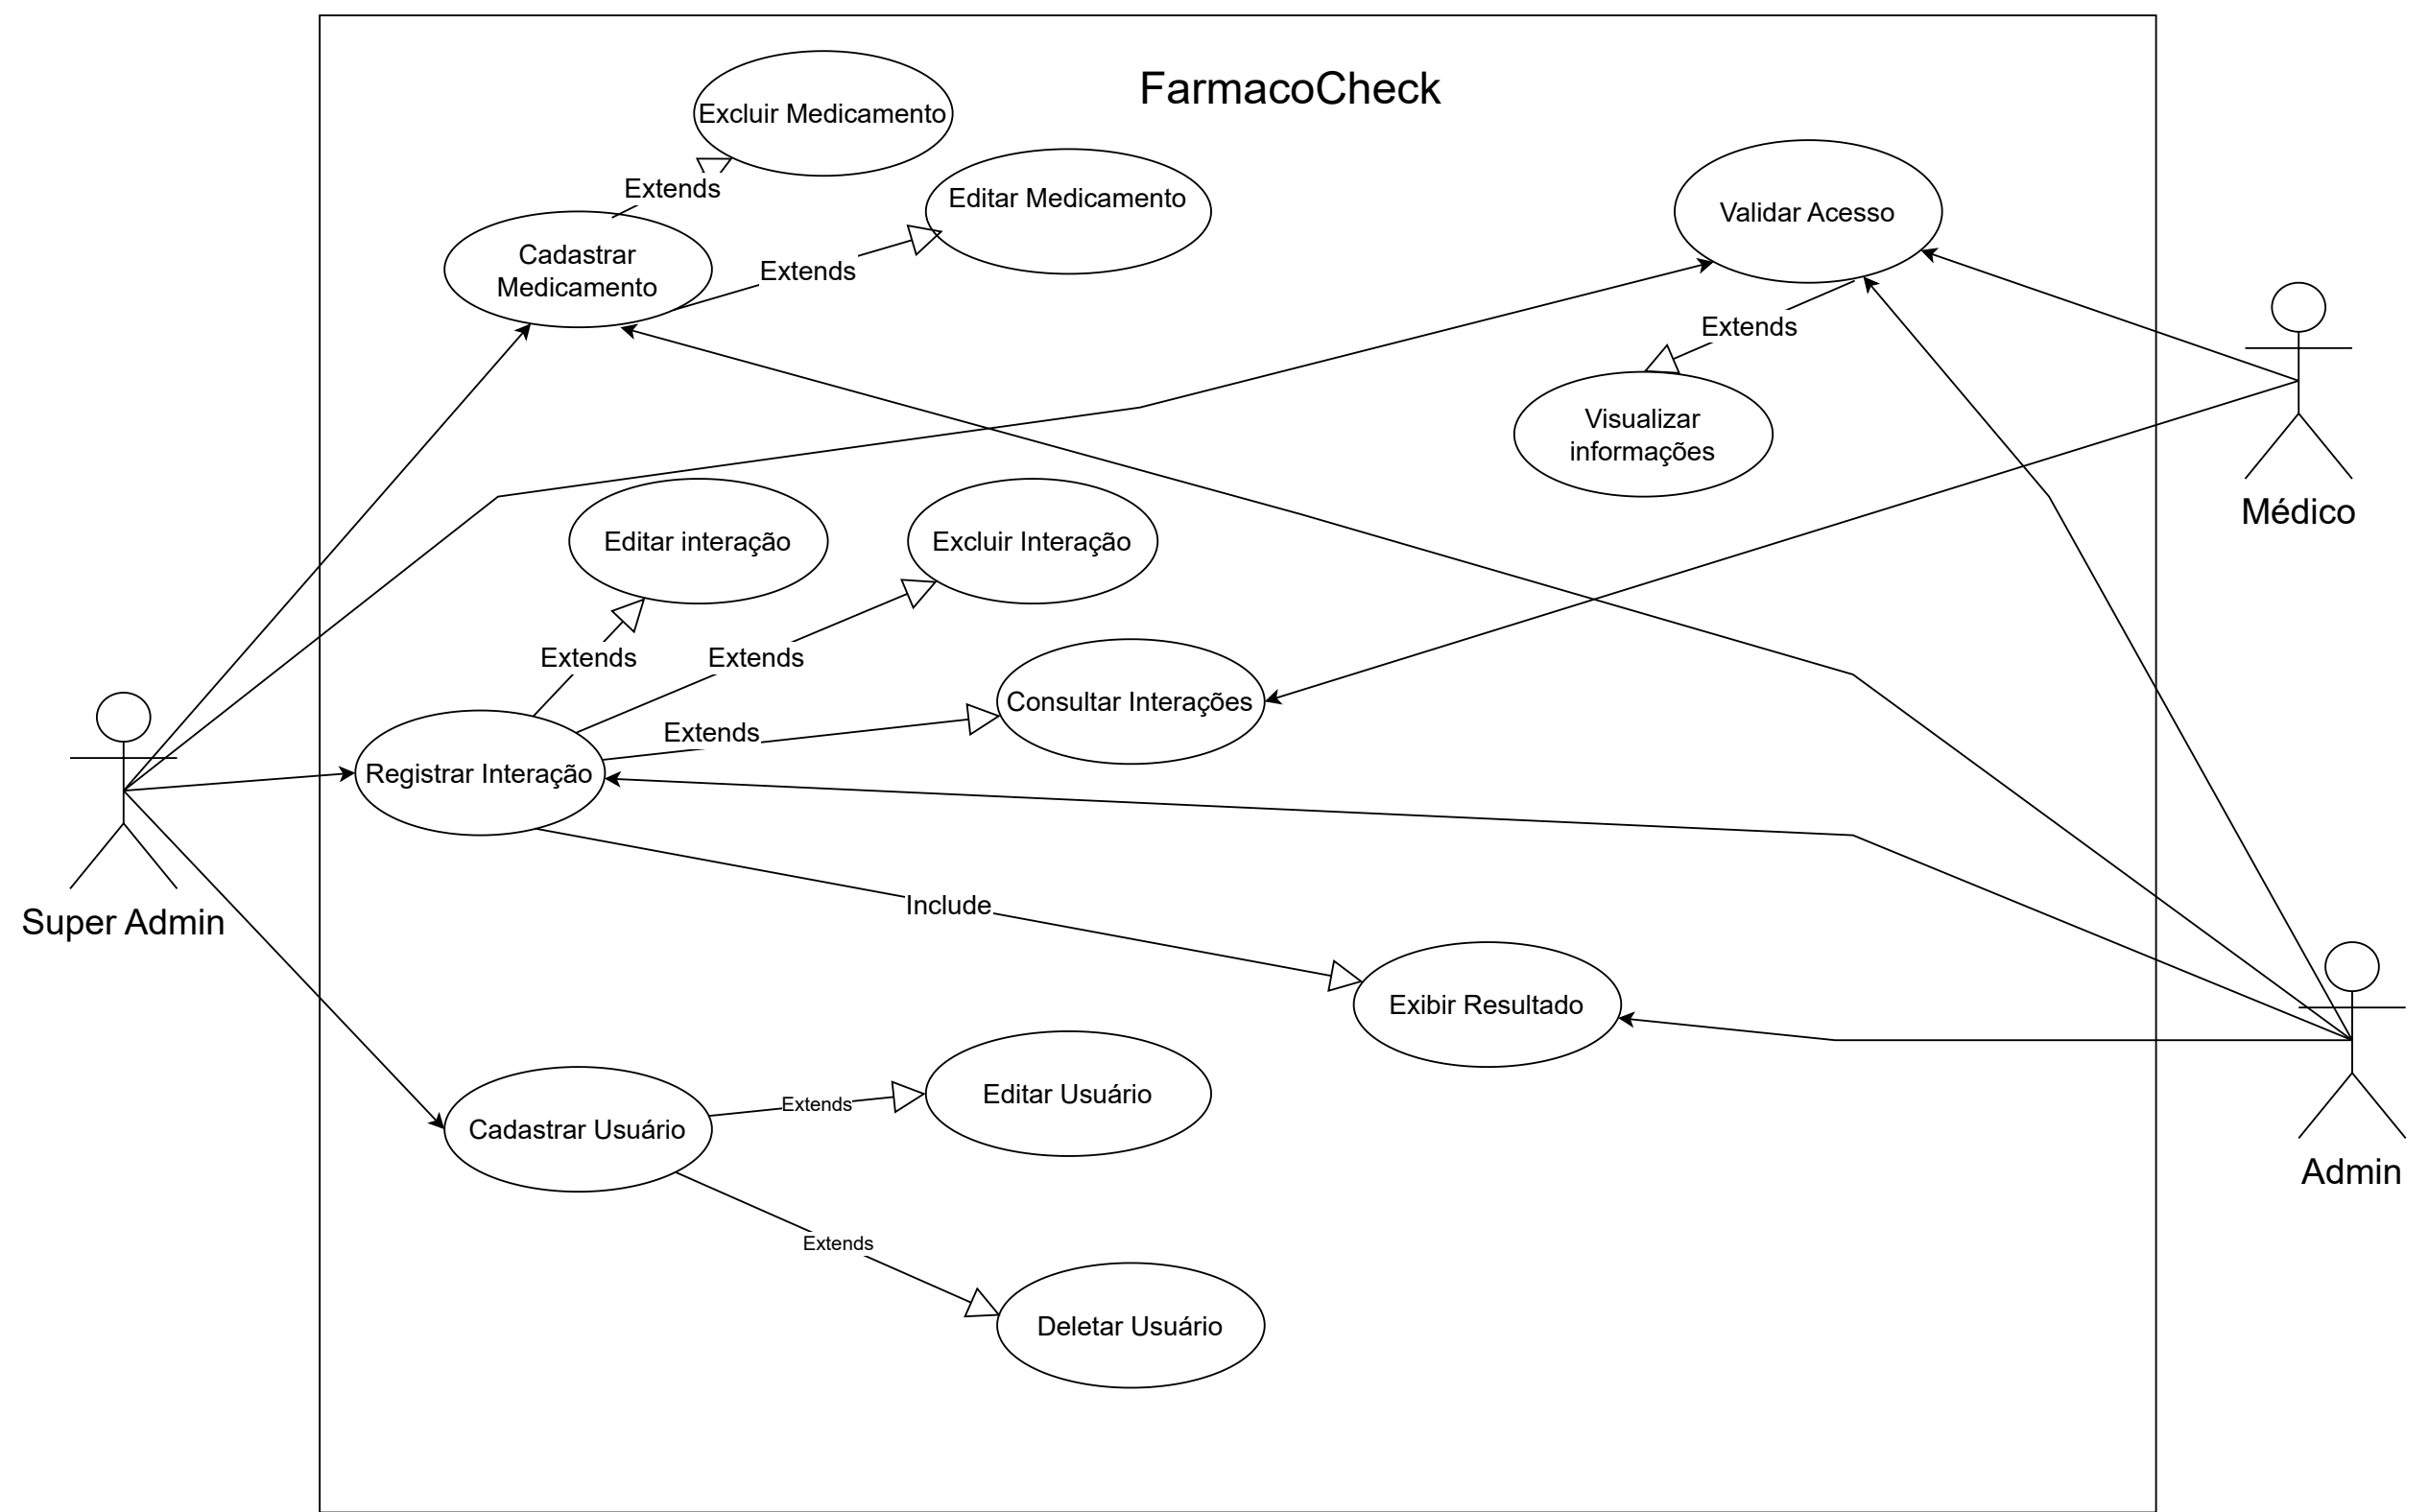 FarmacoCheck
Excluir Medicamento
Extends
Editar Medicamento
Cadastrar
Medicamento
Extends
Validar Acesso
Extends
Visualizar
informações
Médico
Editar interação
Excluir Interação
Extends
Extends
Consultar Interações
Extends
Registrar Interação
Super Admin
Include
Exibir Resultado
Admin
Editar Usuário
Extends
Cadastrar Usuário
Extends
Deletar Usuário